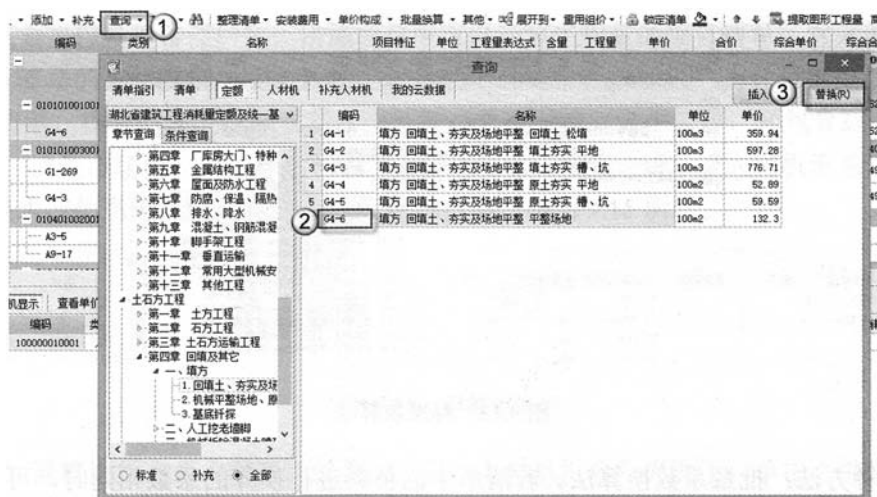 添加 补充 查询 ① 整理清单 安装费用 单价构成 批量换算 其他 展开到 重用组价 锁定清单 提取图形工程量
编码 类别 名称 项目特征 单位 工程量表达式 含量 工程量 单价 合价 综合单价 综合合
010101001001
G4-6
010101003001
G1-269
G4-3
010401002001
A3-5
A9-17
机显示 查看单价
编码 类
100000010001
查询
清单指引 清单 定额 人材机 补充人材机 我的云数据 插入 ③ 替换(R)
湖北省建筑工程消耗量定额及统一基
章节查询 条件查询
第四章 厂库房大门、特种
第五章 金属结构工程
第六章 屋面及防水工程
第七章 防腐、保温、隔热
第八章 排水、降水
第九章 混凝土、钢筋混凝
第十章 脚手架工程
第十一章 垂直运输
第十二章 常用大型机械安
第十三章 其他工程
土石方工程
第一章 土方工程
第二章 石方工程
第三章 土石方运输工程
第四章 回填及其它
一、填方
1.回填土、夯实及场
2.机械平整场地、原
3.基底钎探
二、人工挖老墙脚
标准 补充 全部
编码 名称 单位 单价
1 G4-1 填方 回填土、夯实及场地平整 回填土 松填 100m3 359.94
2 G4-2 填方 回填土、夯实及场地平整 填土夯实 平地 100m3 597.28
3 G4-3 填方 回填土、夯实及场地平整 填土夯实 槽、坑 100m3 776.71
4 G4-4 填方 回填土、夯实及场地平整 原土夯实 平地 100m2 52.89
5 G4-5 填方 回填土、夯实及场地平整 原土夯实 槽、坑 100m2 59.59
② G4-6 填方 回填土、夯实及场地平整 平整场地 100m2 132.3